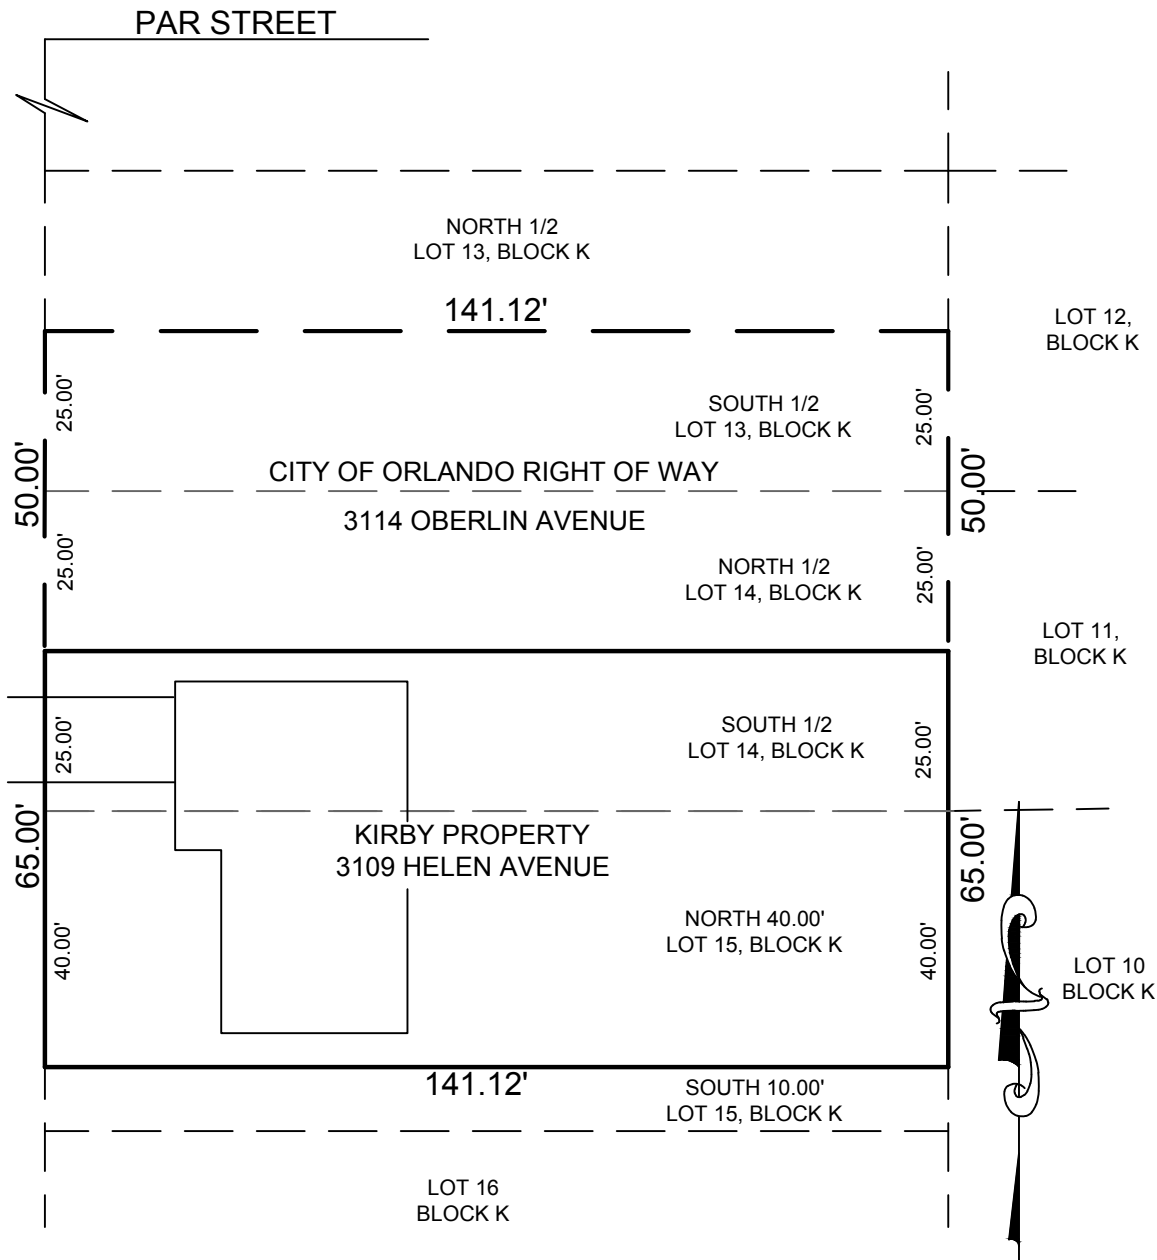 PAR STREET
NORTH 1/2
LOT 13, BLOCK K
141.12'
LOT 12,
BLOCK K
25.00'
25.00'
SOUTH 1/2
LOT 13, BLOCK K
50.00'
CITY OF ORLANDO RIGHT OF WAY
50.00'
3114 OBERLIN AVENUE
25.00'
25.00'
NORTH 1/2
LOT 14, BLOCK K
LOT 11,
BLOCK K
25.00'
25.00'
SOUTH 1/2
LOT 14, BLOCK K
65.00'
KIRBY PROPERTY
3109 HELEN AVENUE
65.00'
40.00'
NORTH 40.00'
LOT 15, BLOCK K
40.00'
LOT 10
BLOCK K
141.12'
SOUTH 10.00'
LOT 15, BLOCK K
LOT 16
BLOCK K